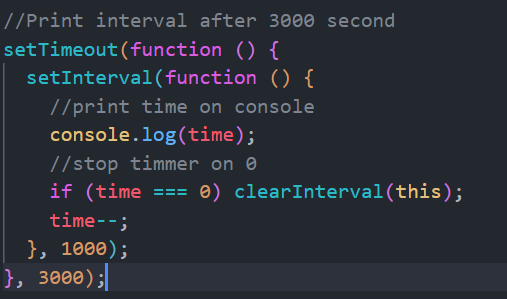 //Print interval after 3000 second
setTimeout(function () {
setInterval(function () {
//print time on console
console.log(time);
//stop timmer on 0
if (time === 0) clearInterval(this);
time--;
}, 1000);
}, 3000);